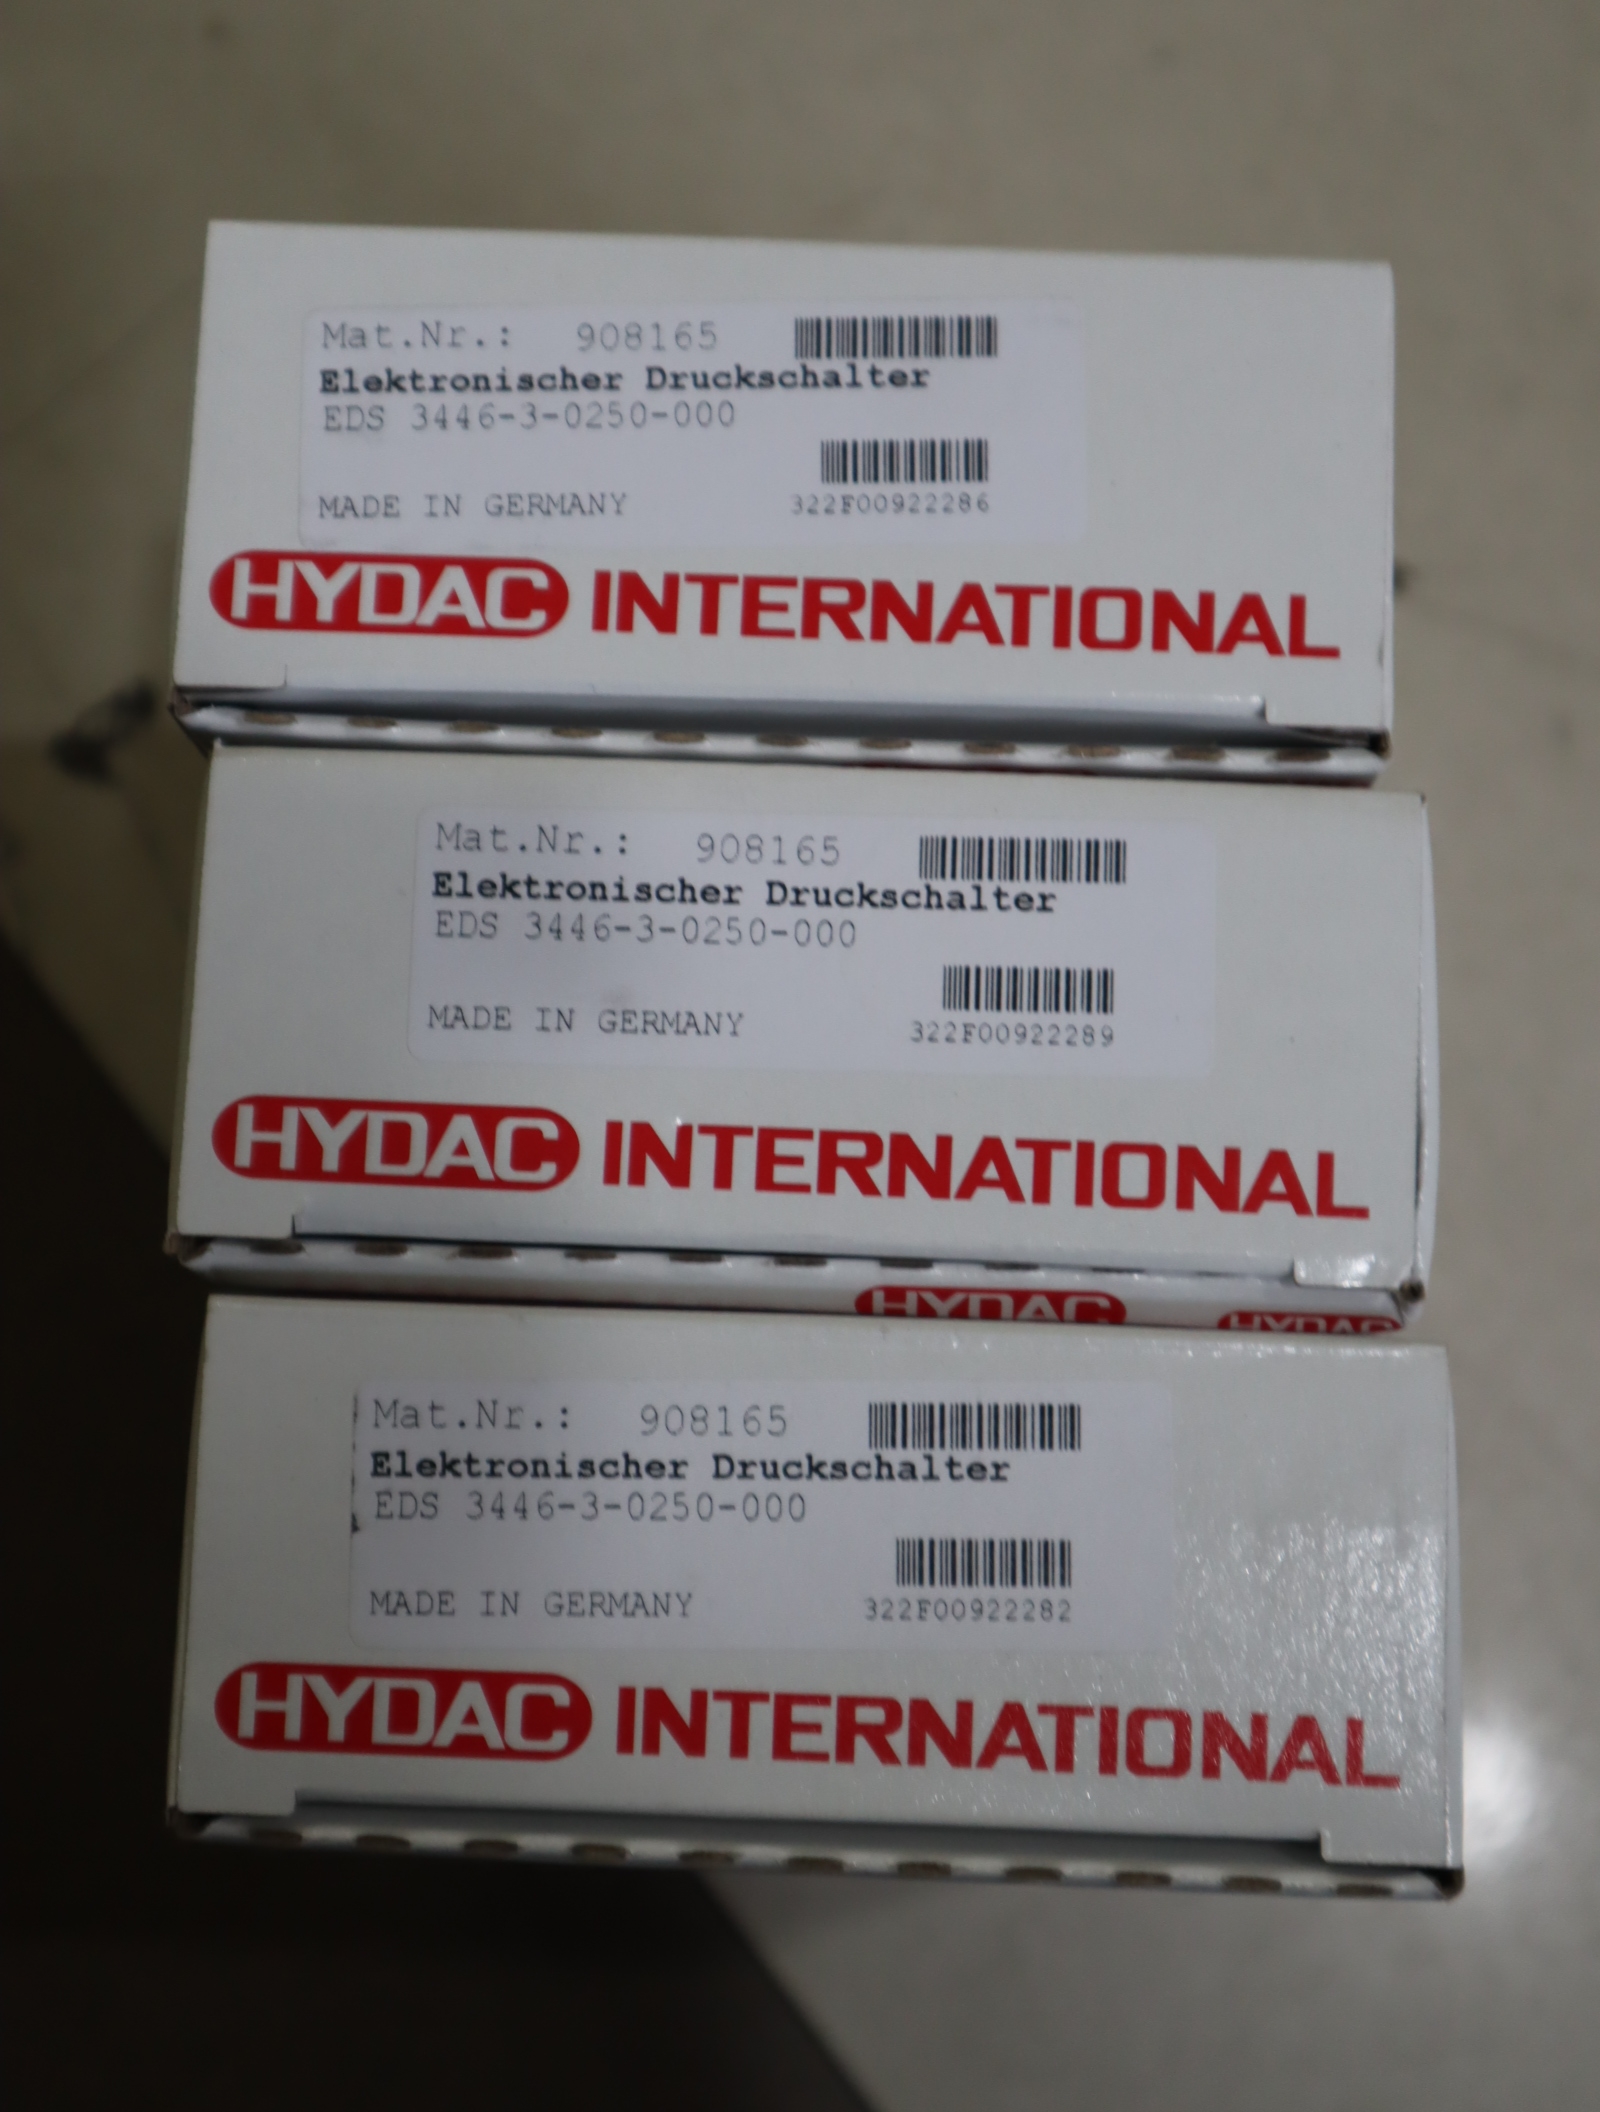 Mat.Nr.: 908165
Elektronischer Druckschalter
EDS 3446-3-0250-000
MADE IN GERMANY 322F00922286
HYDAC INTERNATIONAL
Mat.Nr.: 908165
Elektronischer Druckschalter
EDS 3446-3-0250-000
MADE IN GERMANY 322F00922289
HYDAC INTERNATIONAL
HYDAC HYDAC
Mat.Nr.: 908165
Elektronischer Druckschalter
EDS 3446-3-0250-000
MADE IN GERMANY 322F00922282
HYDAC INTERNATIONAL